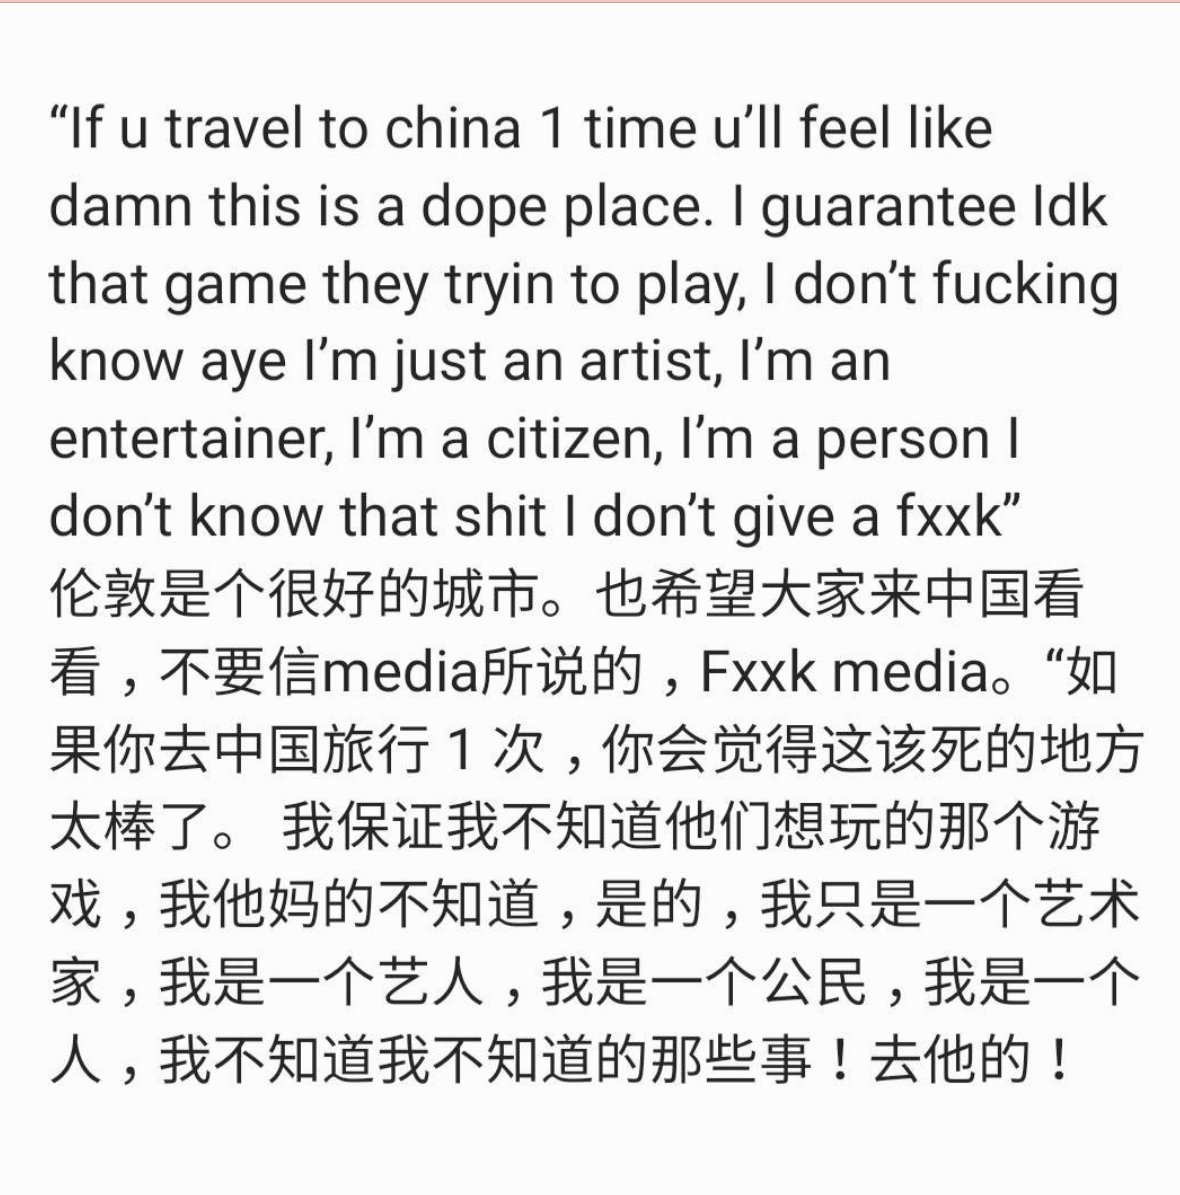 “If u travel to china 1 time u’ll feel like
damn this is a dope place. I guarantee Idk
that game they tryin to play, I don’t fucking
know aye I’m just an artist, I’m an
entertainer, I’m a citizen, I’m a person I
don’t know that shit I don’t give a fxxk”
伦敦是个很好的城市。也希望大家来中国看
看，不要信media所说的，Fxxk media。“如
果你去中国旅行 1 次，你会觉得这该死的地方
太棒了。 我保证我不知道他们想玩的那个游
戏，我他妈的不知道，是的，我只是一个艺术
家，我是一个艺人，我是一个公民，我是一个
人，我不知道我不知道的那些事！去他的！